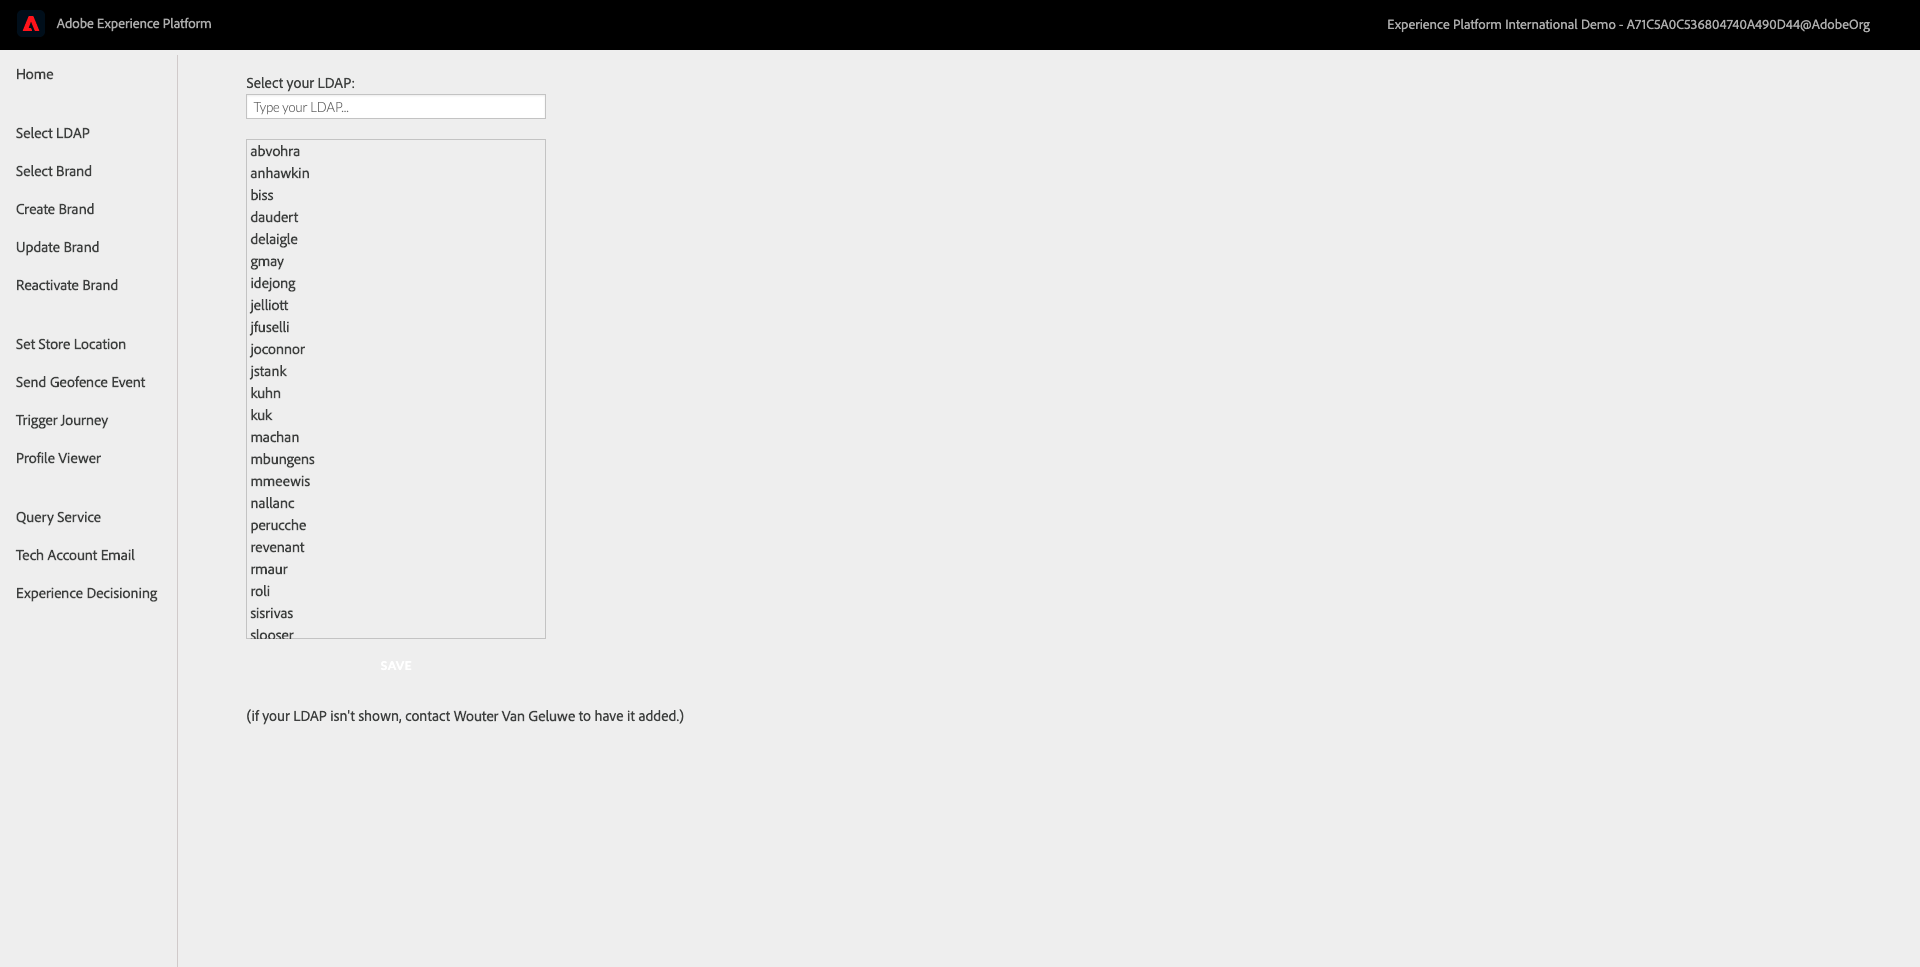 Adobe Experience Platform
Experience Platform International Demo - A71C5A0C536804740A490D44@AdobeOrg
Home
Select LDAP
Select Brand
Create Brand
Update Brand
Reactivate Brand
Set Store Location
Send Geofence Event
Trigger Journey
Profile Viewer
Query Service
Tech Account Email
Experience Decisioning
Select your LDAP:
Type your LDAP...
abvohra
anhawkin
biss
daudert
delaigle
gmay
idejong
jelliott
jfuselli
joconnor
jstank
kuhn
kuk
machan
mbungens
mmeewis
nallanc
perucche
revenant
rmaur
roli
sisrivas
slooser
SAVE
(if your LDAP isn't shown, contact Wouter Van Geluwe to have it added.)